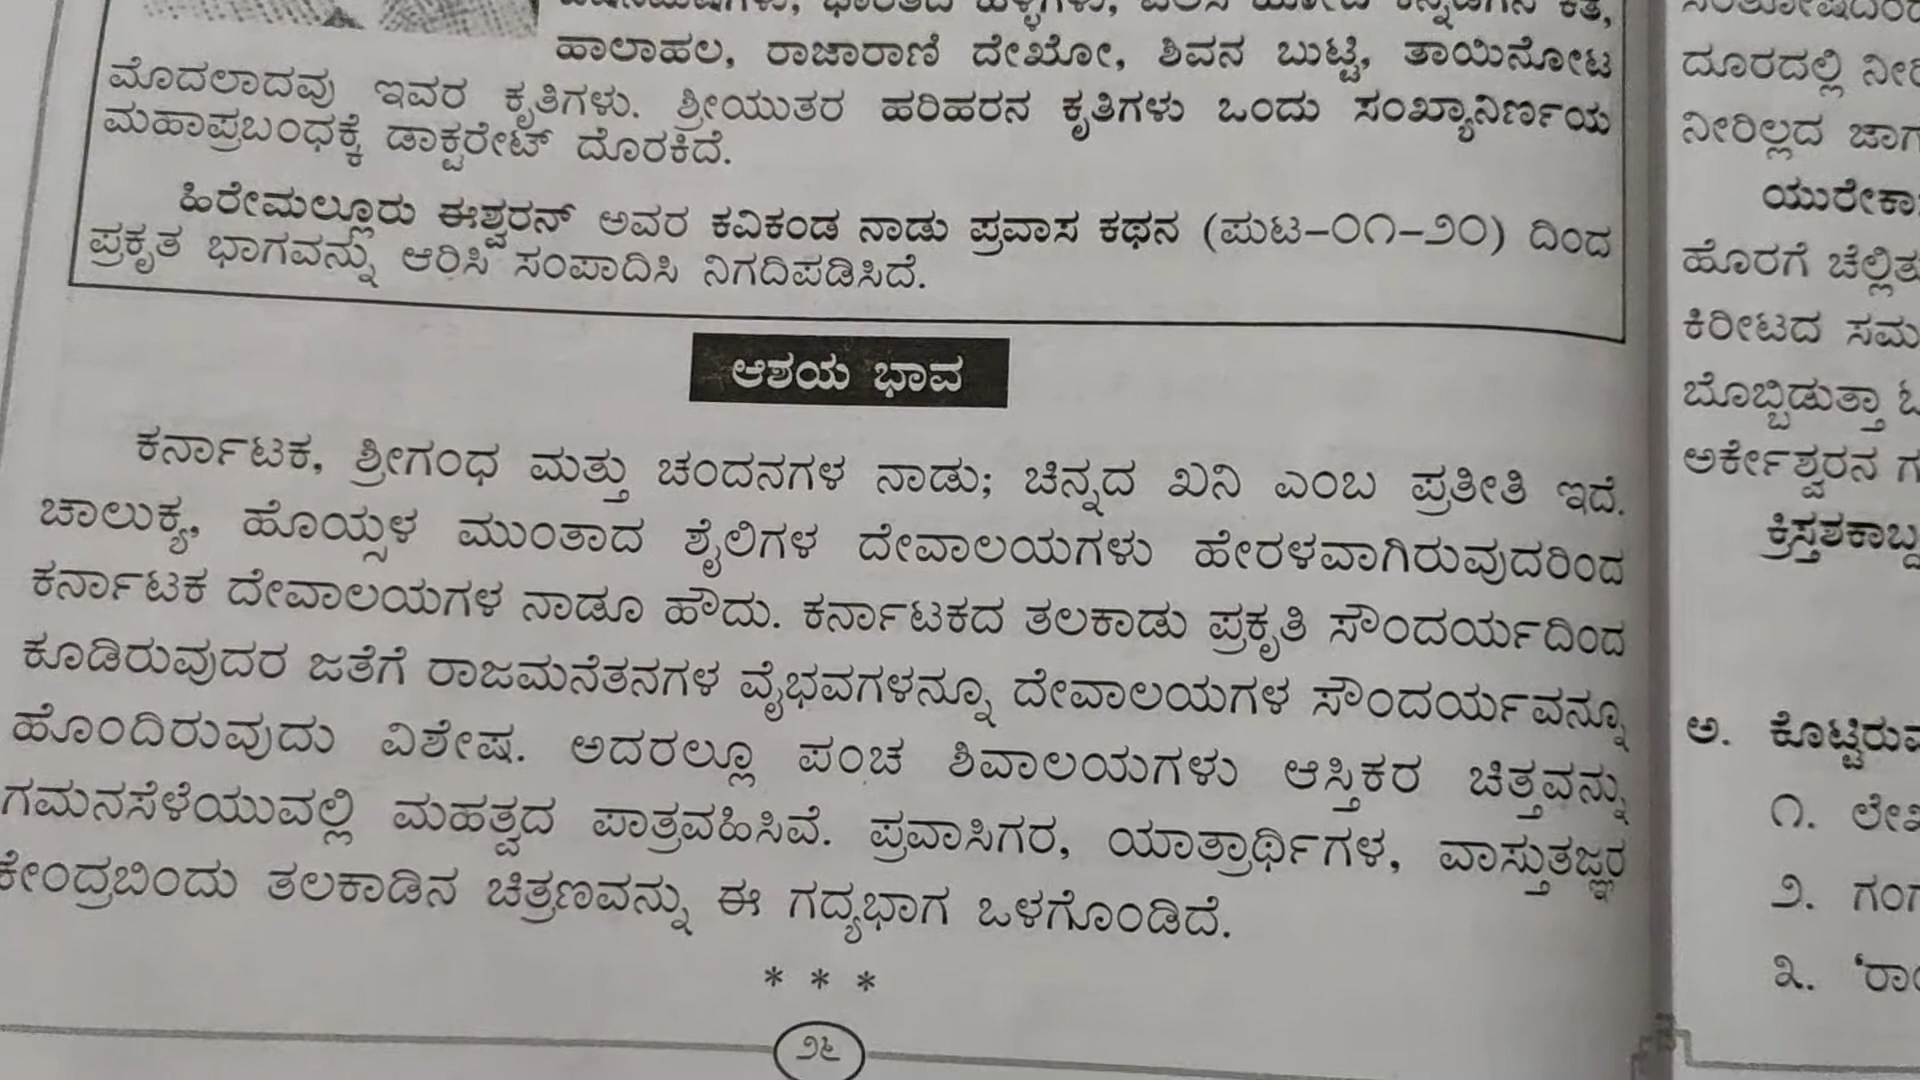 ಹಾಲಾಹಲ, ರಾಜಾರಾಣಿ ದೇಖೋ, ಶಿವನ ಬುಟ್ಟಿ, ತಾಯಿನೋಟ
ಮೊದಲಾದವು ಇವರ ಕೃತಿಗಳು. ಶ್ರೀಯುತರ ಹರಿಹರನ ಕೃತಿಗಳು ಒಂದು ಸಂಖ್ಯಾನಿರ್ಣಯ
ಮಹಾಪ್ರಬಂಧಕ್ಕೆ ಡಾಕ್ಟರೇಟ್ ದೊರಕಿದೆ.
ಹಿರೇಮಲ್ಲೂರು ಈಶ್ವರನ್ ಅವರ ಕವಿಕಂಡ ನಾಡು ಪ್ರವಾಸ ಕಥನ (ಪುಟ-೦೧-೨೦) ದಿಂದ
ಪ್ರಕೃತ ಭಾಗವನ್ನು ಆರಿಸಿ ಸಂಪಾದಿಸಿ ನಿಗದಿಪಡಿಸಿದೆ.
ಆಶಯ ಭಾವ
ಕರ್ನಾಟಕ, ಶ್ರೀಗಂಧ ಮತ್ತು ಚಂದನಗಳ ನಾಡು; ಚಿನ್ನದ ಖನಿ ಎಂಬ ಪ್ರತೀತಿ ಇದೆ.
ಚಾಲುಕ್ಯ, ಹೊಯ್ಸಳ ಮುಂತಾದ ಶೈಲಿಗಳ ದೇವಾಲಯಗಳು ಹೇರಳವಾಗಿರುವುದರಿಂದ
ಕರ್ನಾಟಕ ದೇವಾಲಯಗಳ ನಾಡೂ ಹೌದು. ಕರ್ನಾಟಕದ ತಲಕಾಡು ಪ್ರಕೃತಿ ಸೌಂದರ್ಯದಿಂದ
ಕೂಡಿರುವುದರ ಜತೆಗೆ ರಾಜಮನೆತನಗಳ ವೈಭವಗಳನ್ನೂ ದೇವಾಲಯಗಳ ಸೌಂದರ್ಯವನ್ನೂ
ಹೊಂದಿರುವುದು ವಿಶೇಷ. ಅದರಲ್ಲೂ ಪಂಚ ಶಿವಾಲಯಗಳು ಆಸ್ತಿಕರ ಚಿತ್ತವನ್ನು
ಗಮನಸೆಳೆಯುವಲ್ಲಿ ಮಹತ್ವದ ಪಾತ್ರವಹಿಸಿವೆ. ಪ್ರವಾಸಿಗರ, ಯಾತ್ರಾರ್ಥಿಗಳ, ವಾಸ್ತುತಜ್ಞರ
ಕೇಂದ್ರಬಿಂದು ತಲಕಾಡಿನ ಚಿತ್ರಣವನ್ನು ಈ ಗದ್ಯಭಾಗ ಒಳಗೊಂಡಿದೆ.
* * *
೨೬
ದೂರದಲ್ಲಿ
ನೀರಿಲ್ಲದ
ಹೊರಗೆ
ಕಿರೀಟದ
ಬೊಬ್ಬಿಡುತ್ತಾ
ಅರ್ಕೇಶ್ವರನ
ಅ.
೧.
೨.
೩.